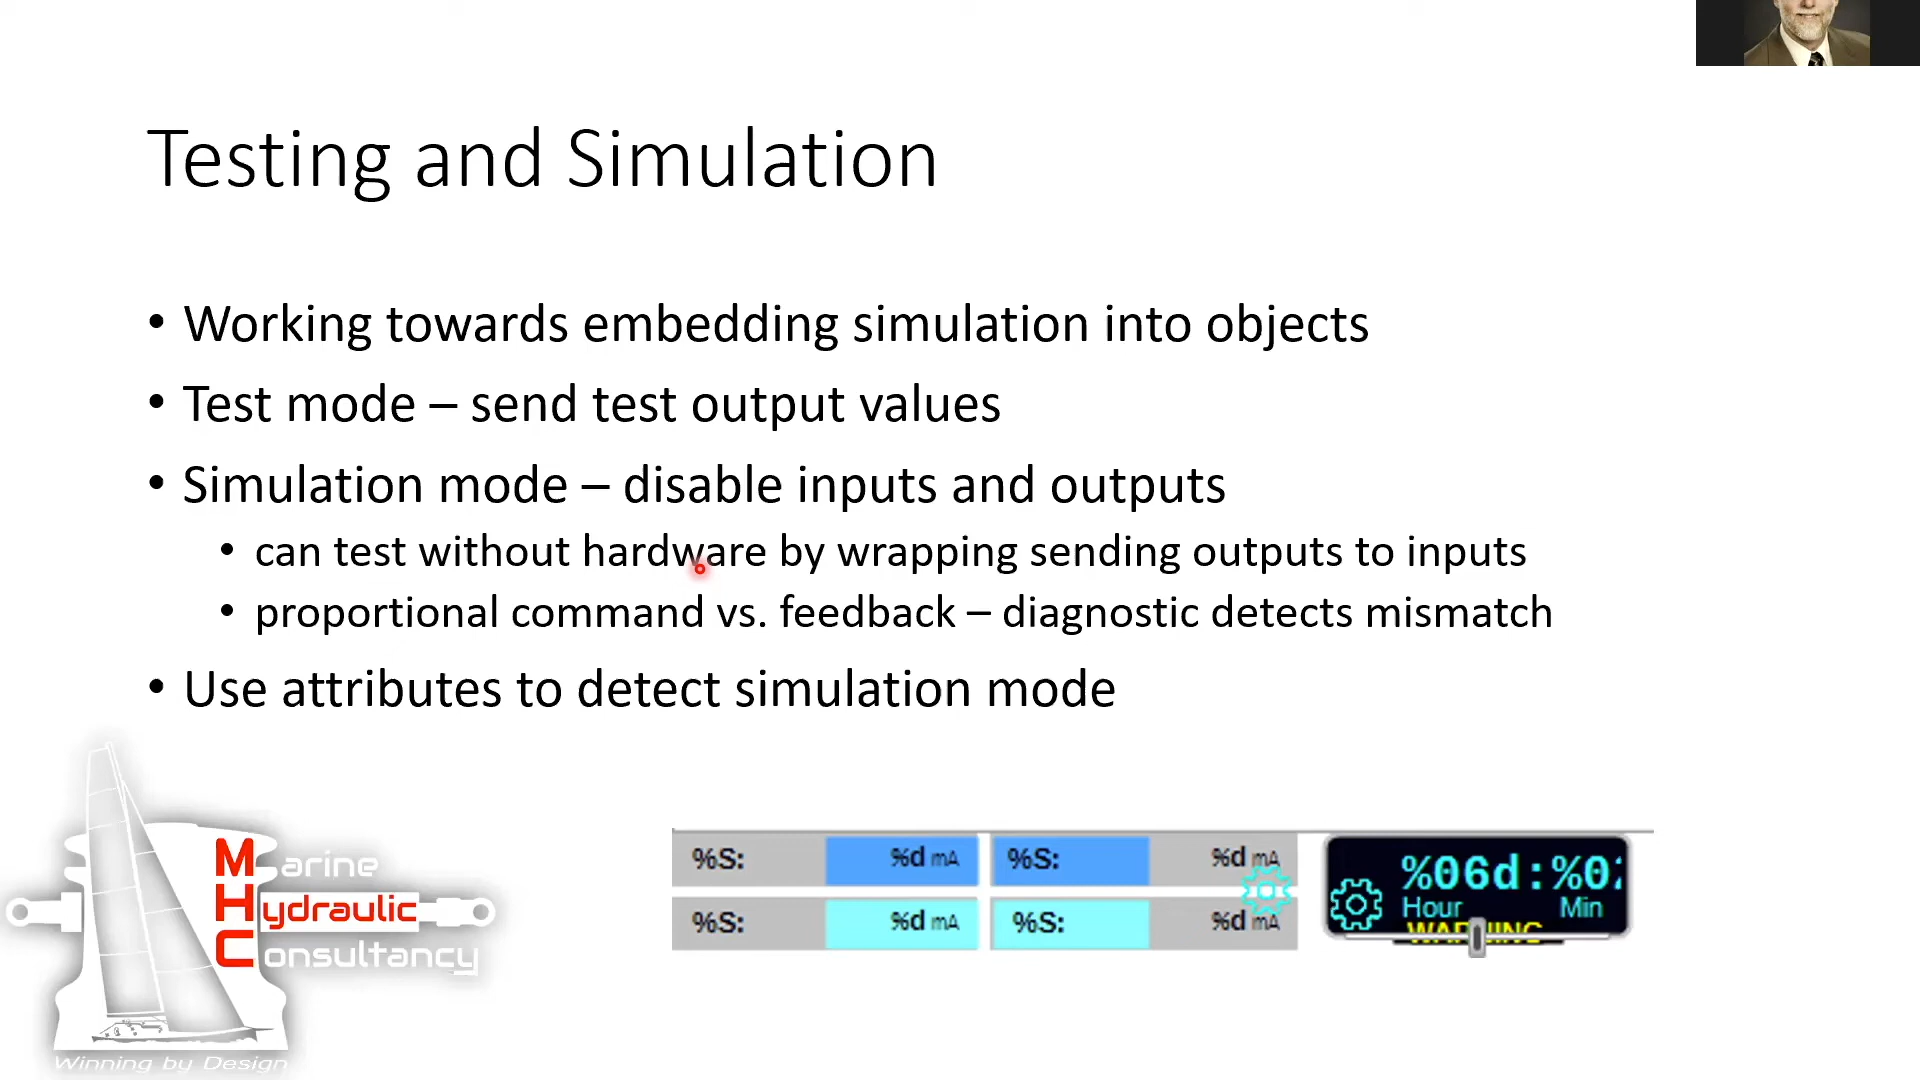 Testing and Simulation
• Working towards embedding simulation into objects
• Test mode – send test output values
• Simulation mode – disable inputs and outputs
• can test without hardware by wrapping sending outputs to inputs
• proportional command vs. feedback – diagnostic detects mismatch
• Use attributes to detect simulation mode
Marine
Hydraulic
Consultancy
Winning by Design
%S: %d mA %S: %d mA
%S: %d mA %S: %d mA
%06d:%02
Hour Min
WARNING